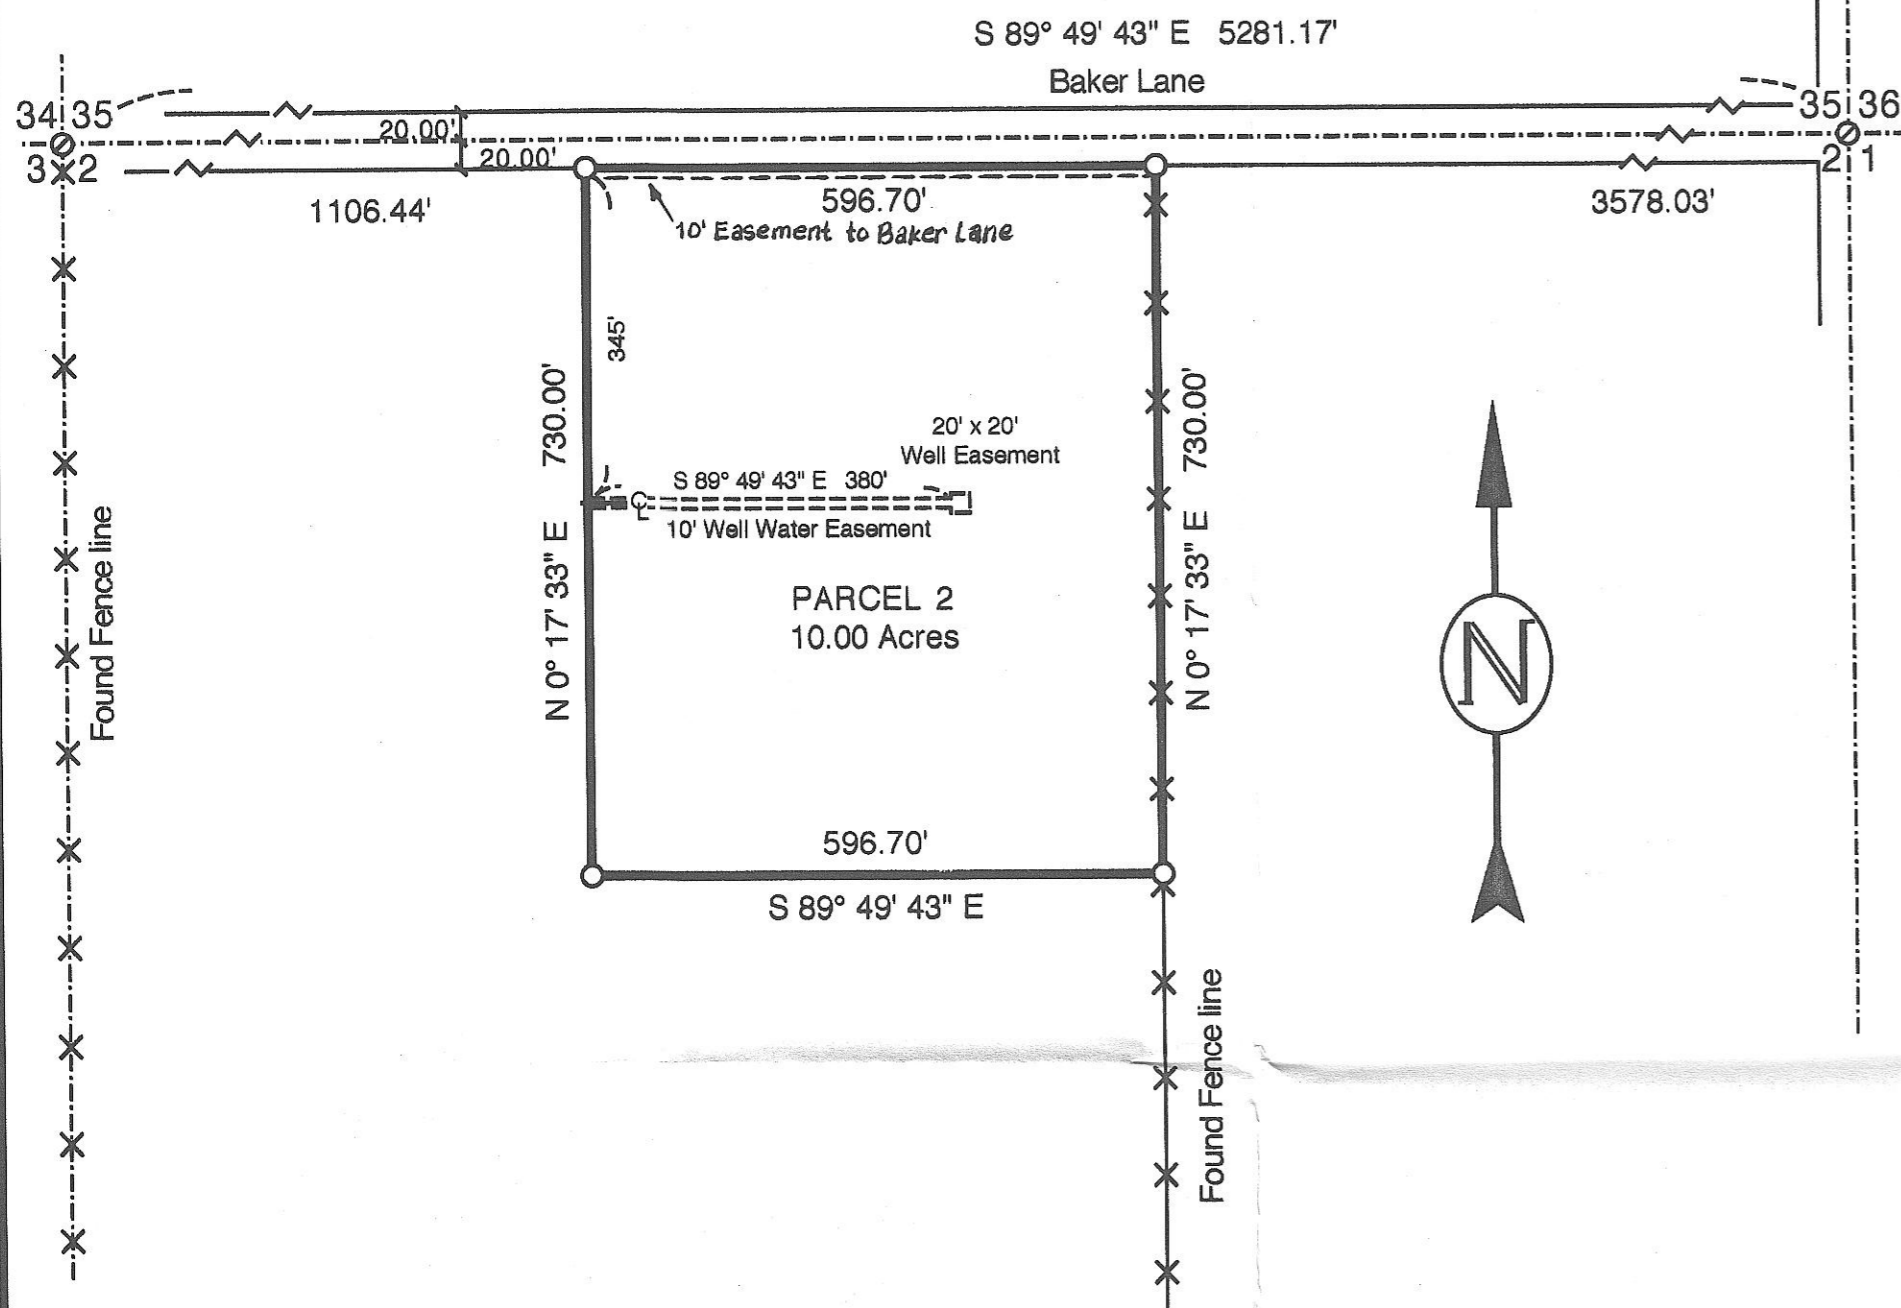 S 89° 49' 43" E 5281.17'
Baker Lane
34 35
35 36
20.00'
3 2
20.00'
2 1
1106.44'
596.70'
3578.03'
10' Easement to Baker Lane
345'
730.00'
N 0° 17' 33" E
730.00'
N 0° 17' 33" E
20' x 20'
Well Easement
S 89° 49' 43" E 380'
℄
10' Well Water Easement
Found Fence line
PARCEL 2
10.00 Acres
N
596.70'
S 89° 49' 43" E
Found Fence line